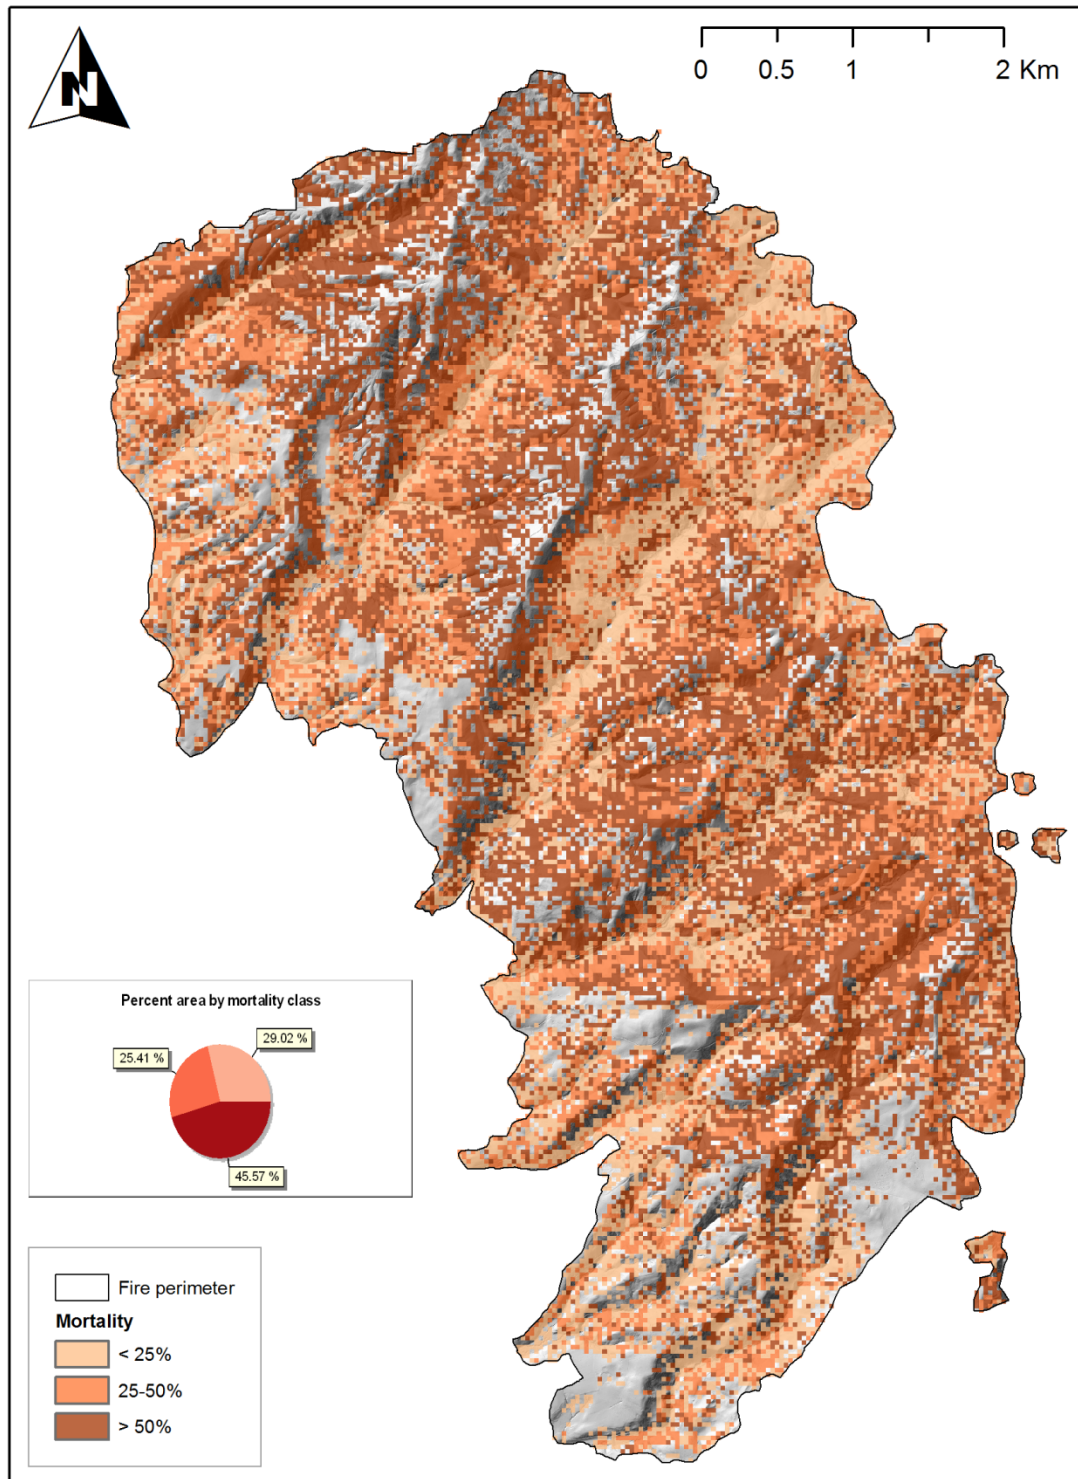 N
0 0.5 1 2 Km
Percent area by mortality class
29.02 %
25.41 %
45.57 %
Fire perimeter
Mortality
< 25%
25-50%
> 50%